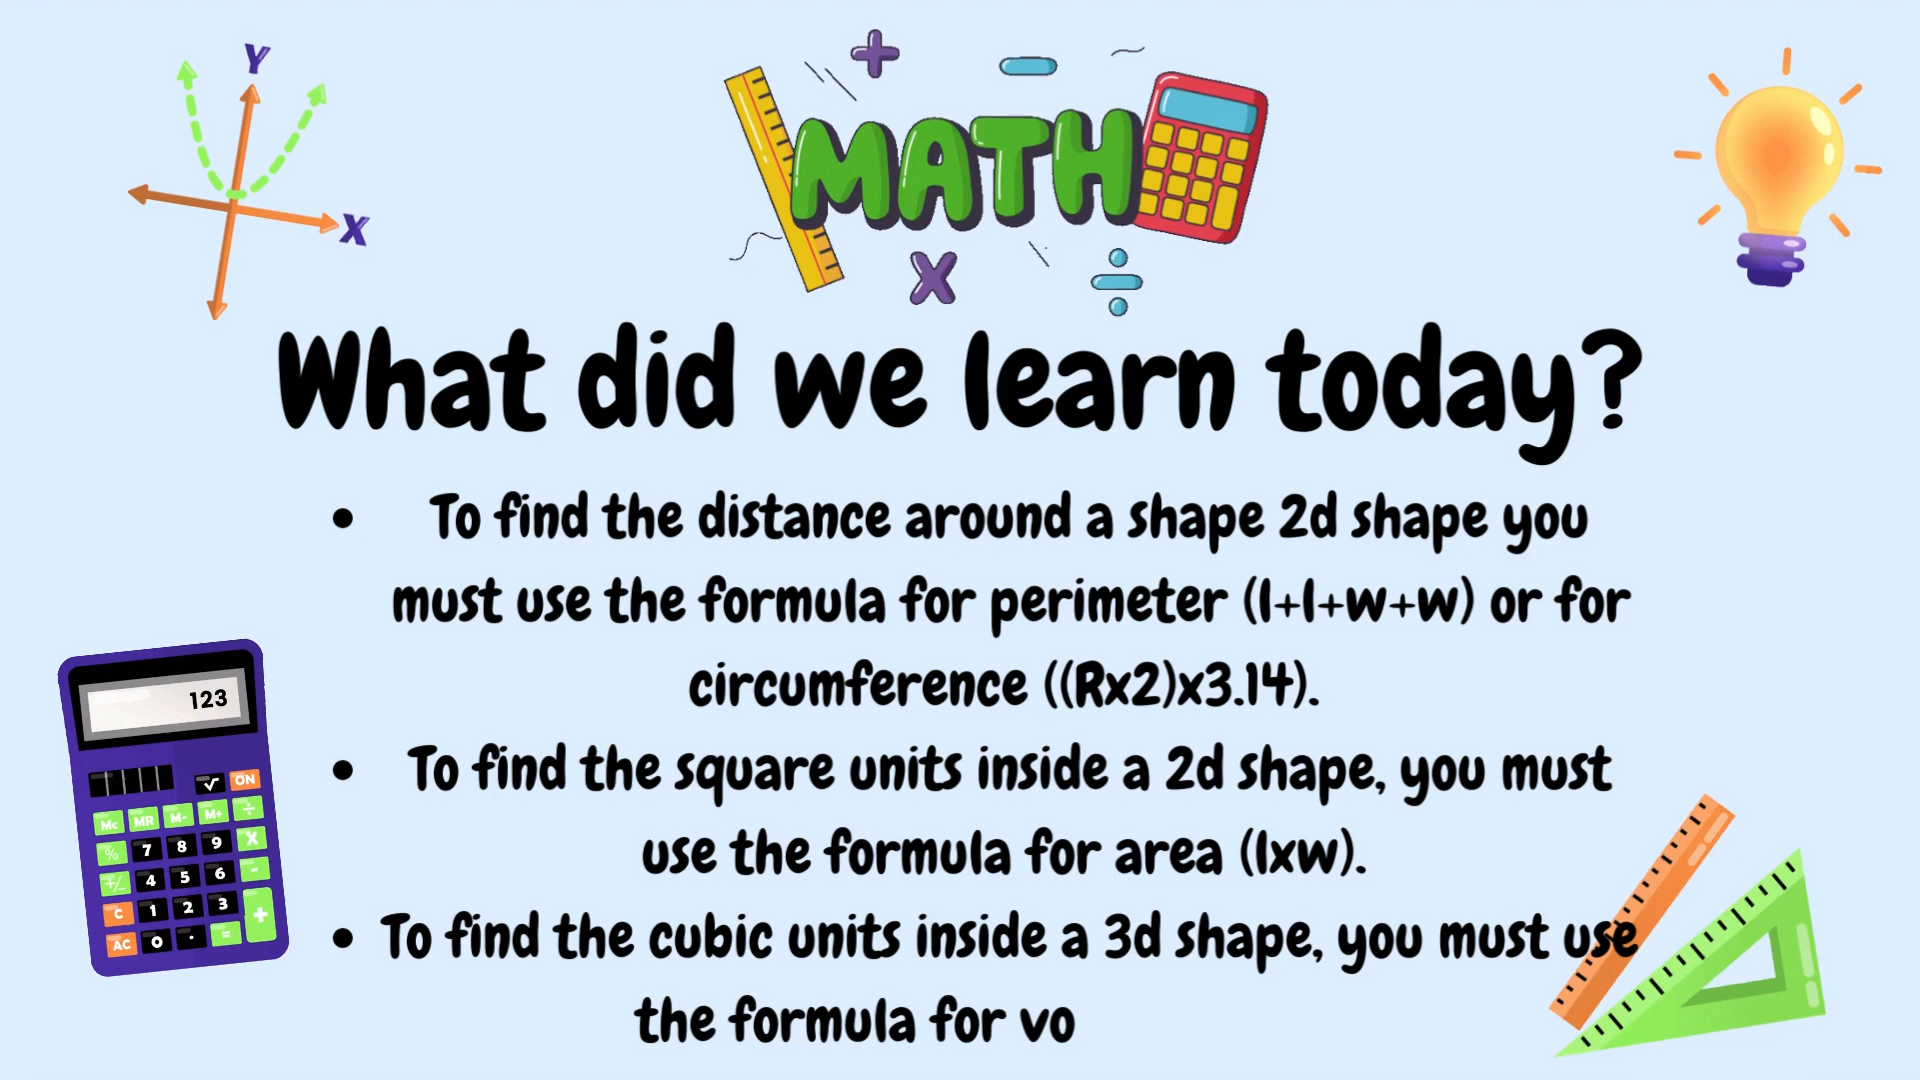 Y
X
MATH
What did we learn today?
• To find the distance around a shape 2d shape you
must use the formula for perimeter (l+l+w+w) or for
circumference ((Rx2)x3.14).
• To find the square units inside a 2d shape, you must
use the formula for area (lxw).
• To find the cubic units inside a 3d shape, you must use
the formula for vo
123
√ ON
Mc MR M- M+ ÷
% 7 8 9 X
+/_ 4 5 6 -
C 1 2 3 +
AC 0 . =